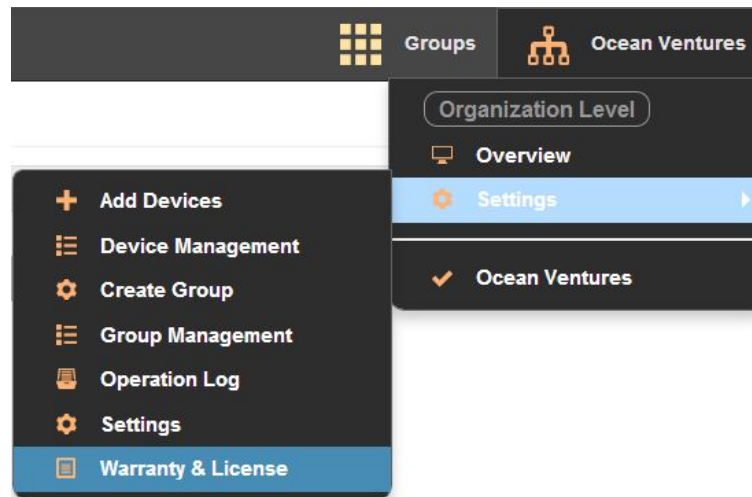 Groups
Ocean Ventures
Organization Level
Overview
Settings
Ocean Ventures
Add Devices
Device Management
Create Group
Group Management
Operation Log
Settings
Warranty & License